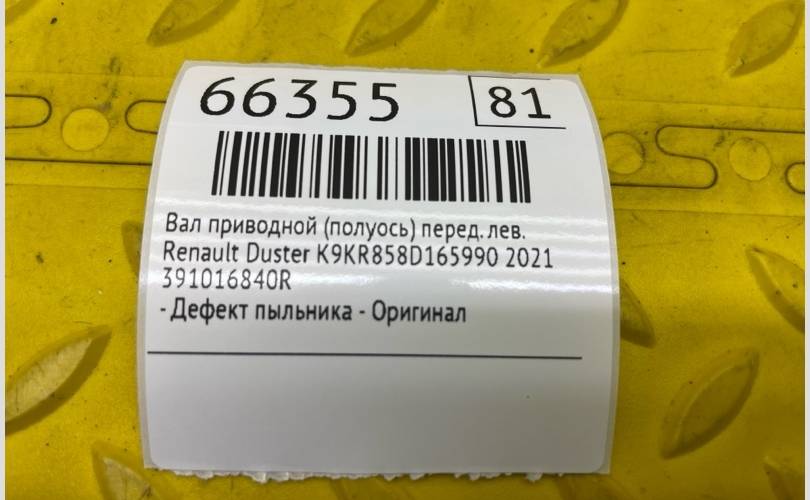 66355 81
Вал приводной (полуось) перед. лев.
Renault Duster K9KR858D165990 2021
391016840R
- Дефект пыльника - Оригинал